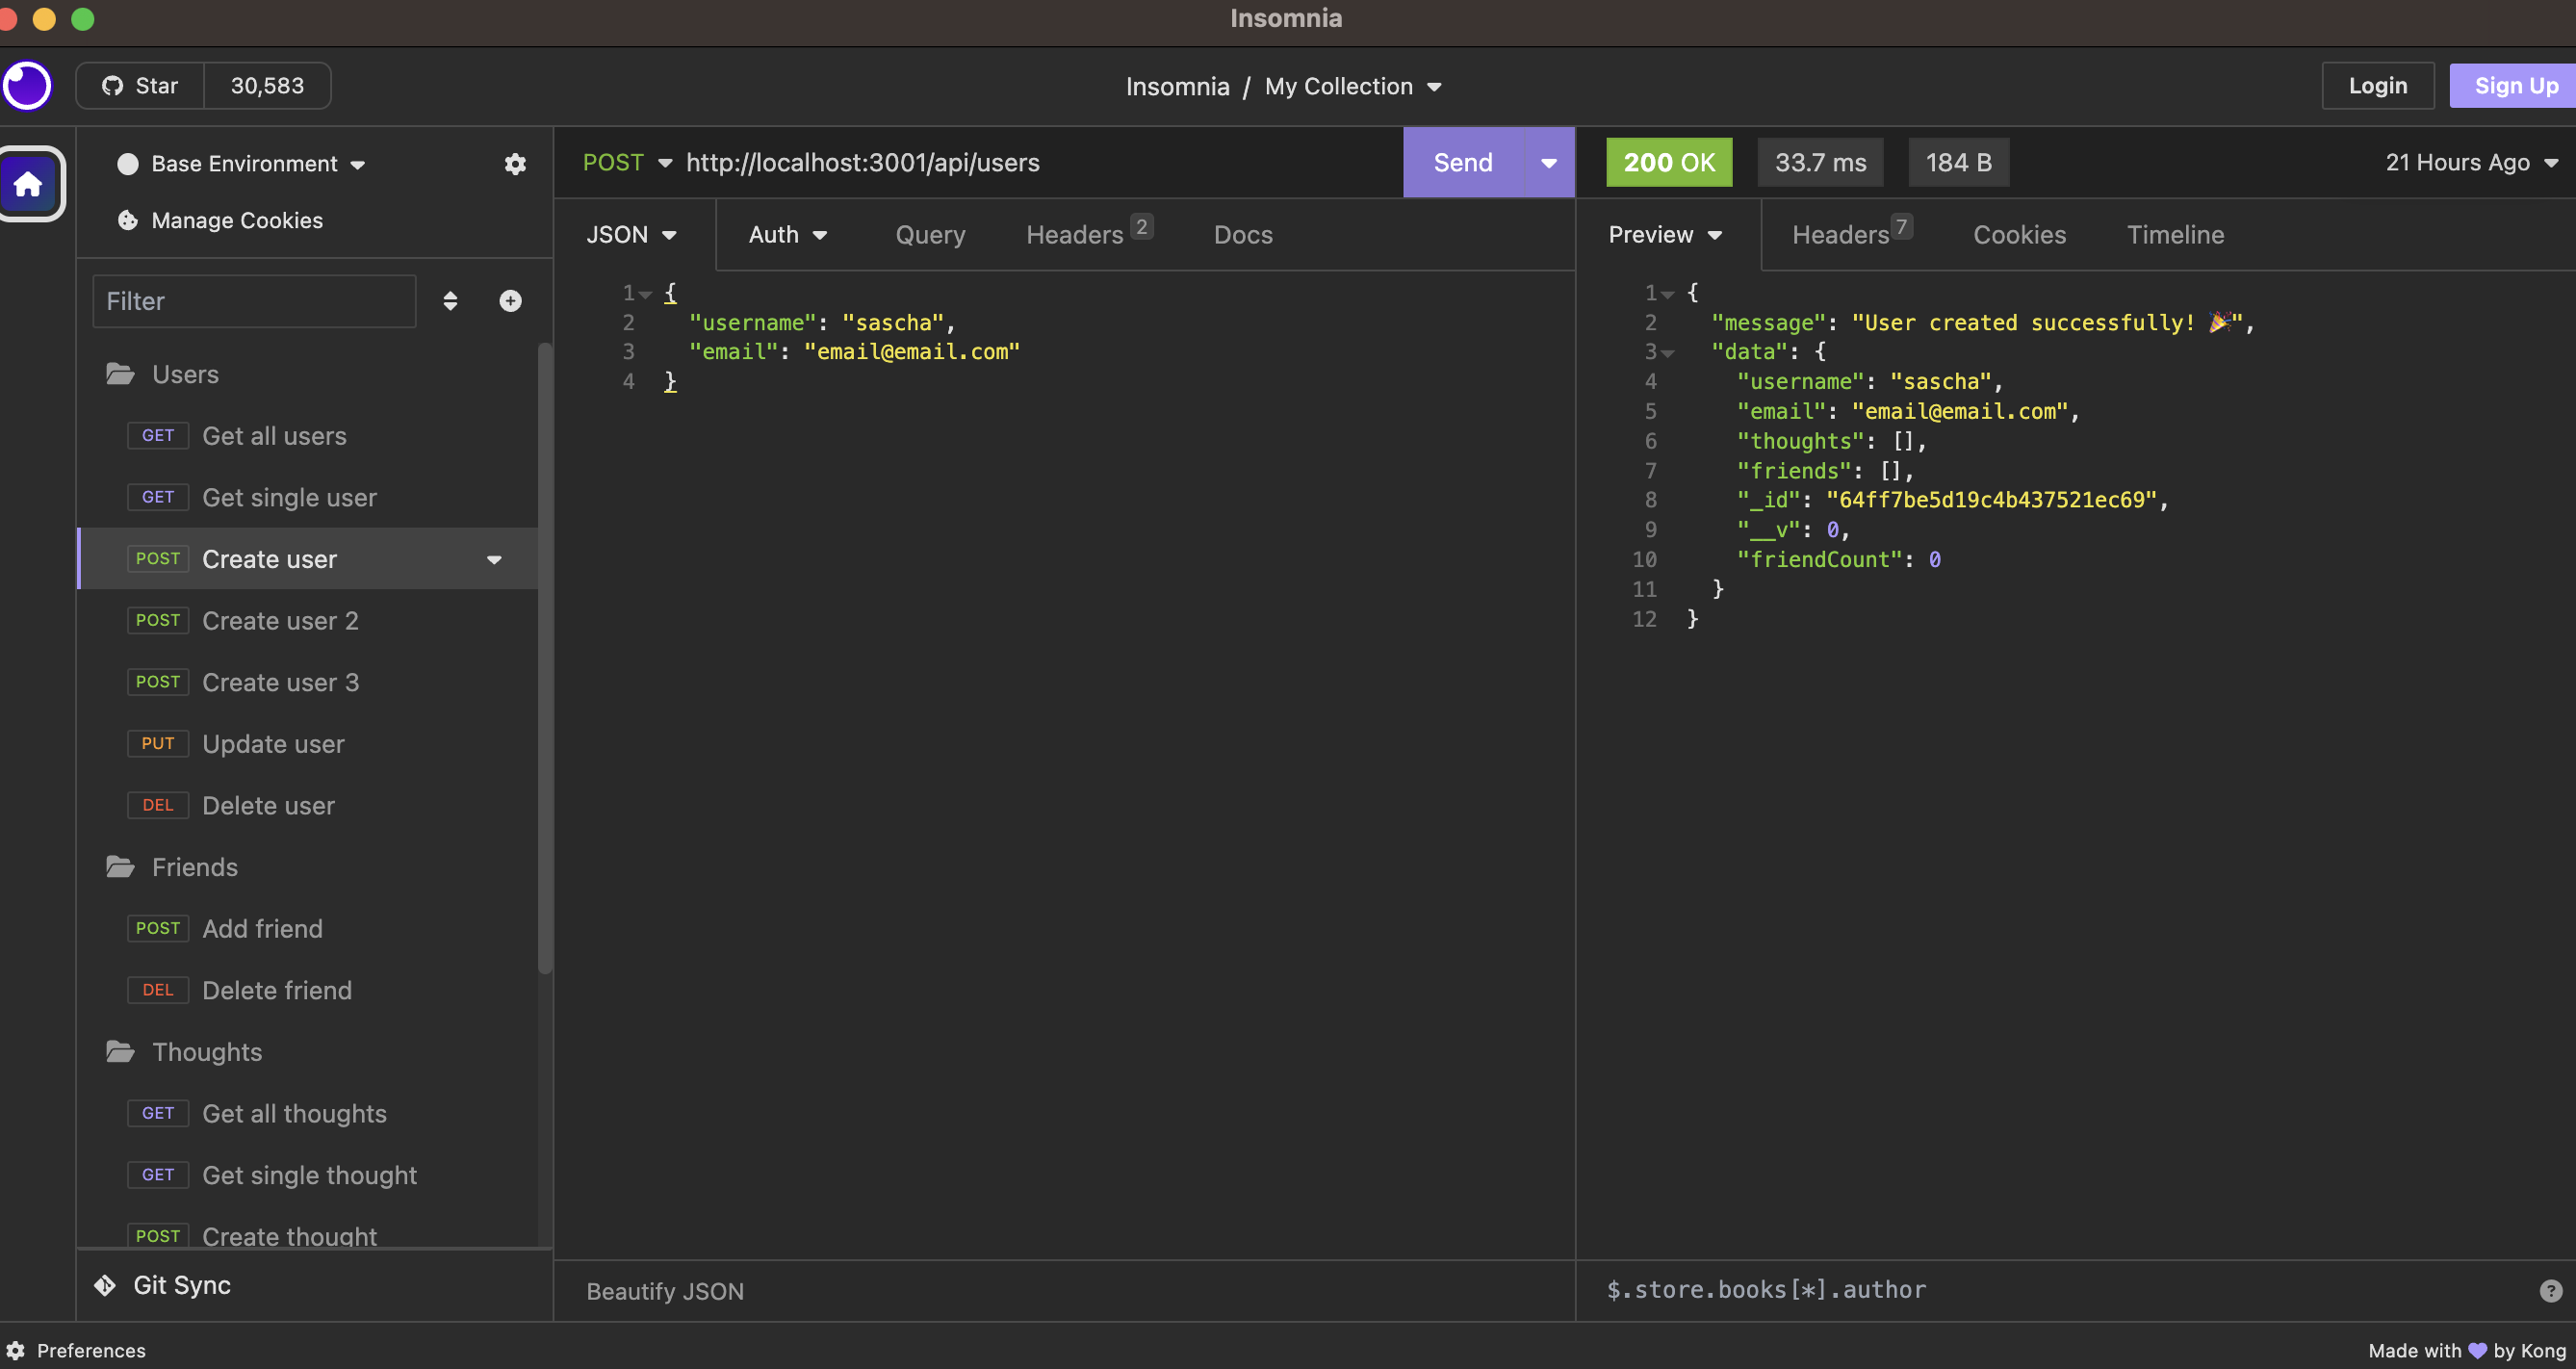 Insomnia
Star 30,583
Insomnia / My Collection
Login Sign Up
Base Environment
Manage Cookies
Filter
Users
GET Get all users
GET Get single user
POST Create user
POST Create user 2
POST Create user 3
PUT Update user
DEL Delete user
Friends
POST Add friend
DEL Delete friend
Thoughts
GET Get all thoughts
GET Get single thought
POST Create thought
Git Sync
Preferences
POST http://localhost:3001/api/users Send
JSON Auth Query Headers 2 Docs
1 {
2 "username": "sascha",
3 "email": "email@email.com"
4 }
Beautify JSON
200 OK 33.7 ms 184 B 21 Hours Ago
Preview Headers 7 Cookies Timeline
1 {
2 "message": "User created successfully! 🎉",
3 "data": {
4 "username": "sascha",
5 "email": "email@email.com",
6 "thoughts": [],
7 "friends": [],
8 "_id": "64ff7be5d19c4b437521ec69",
9 "__v": 0,
10 "friendCount": 0
11 }
12 }
$.store.books[*].author
Made with 💜 by Kong